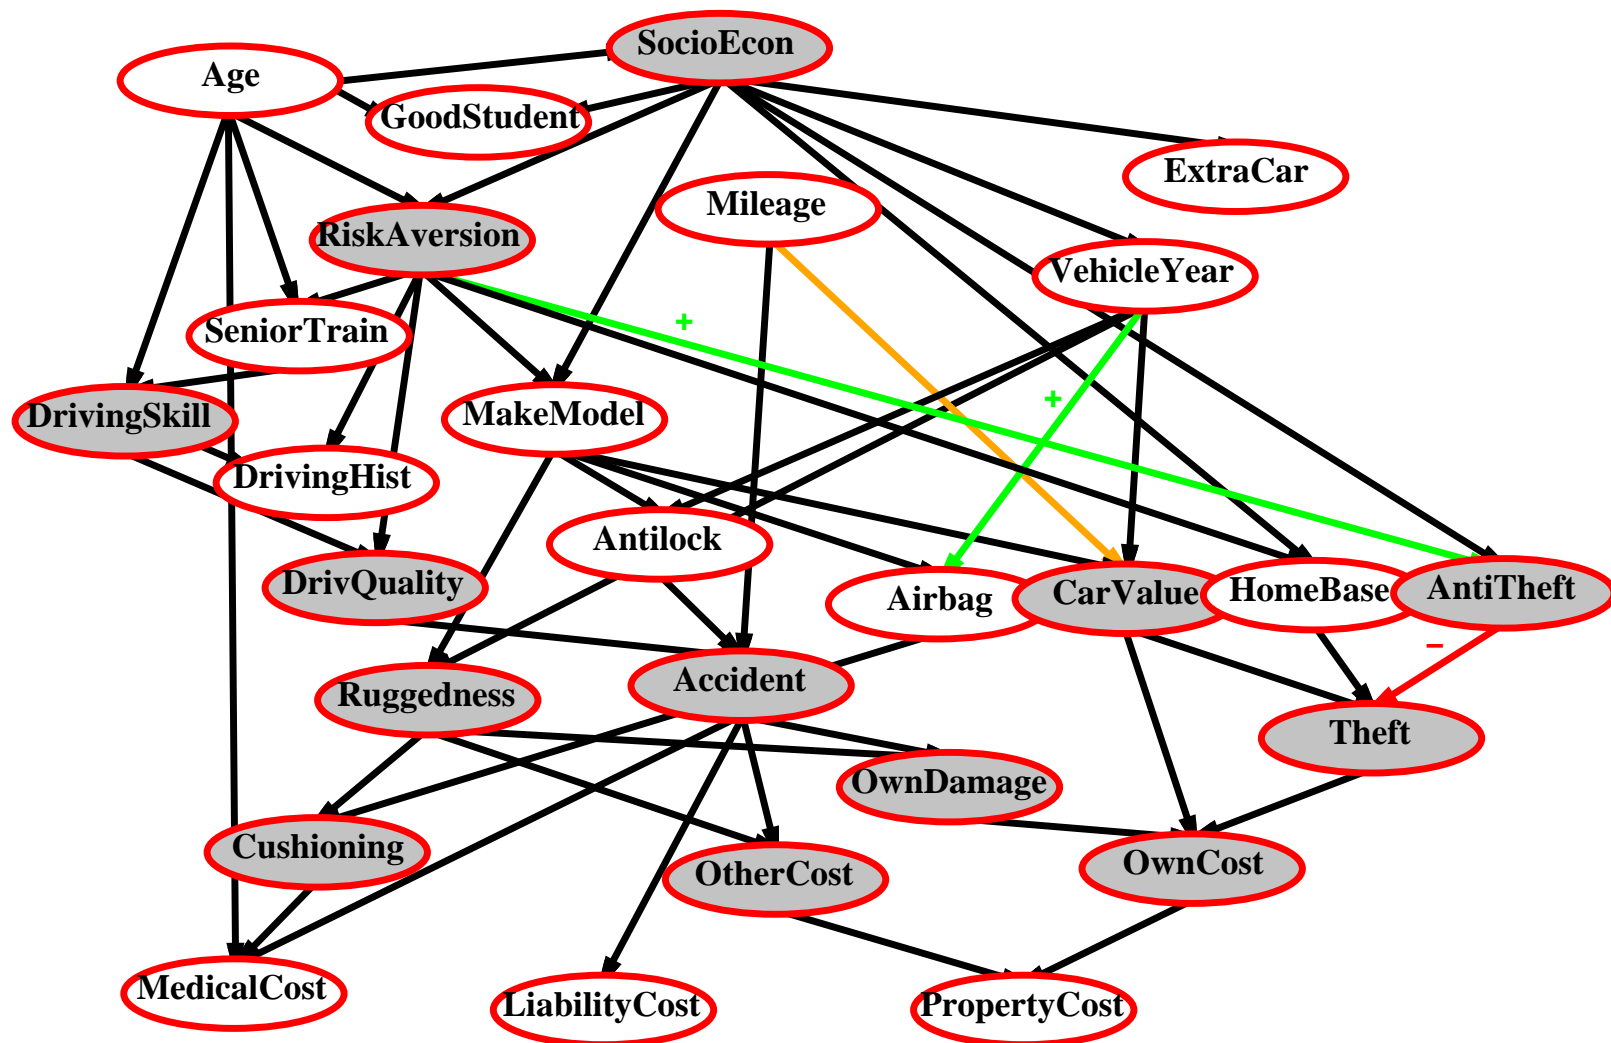 SocioEcon
Age
GoodStudent
ExtraCar
Mileage
RiskAversion
VehicleYear
+
SeniorTrain
+
DrivingSkill
MakeModel
DrivingHist
Antilock
DrivQuality
Airbag
CarValue
HomeBase
AntiTheft
−
Ruggedness
Accident
Theft
OwnDamage
Cushioning
OtherCost
OwnCost
MedicalCost
LiabilityCost
PropertyCost